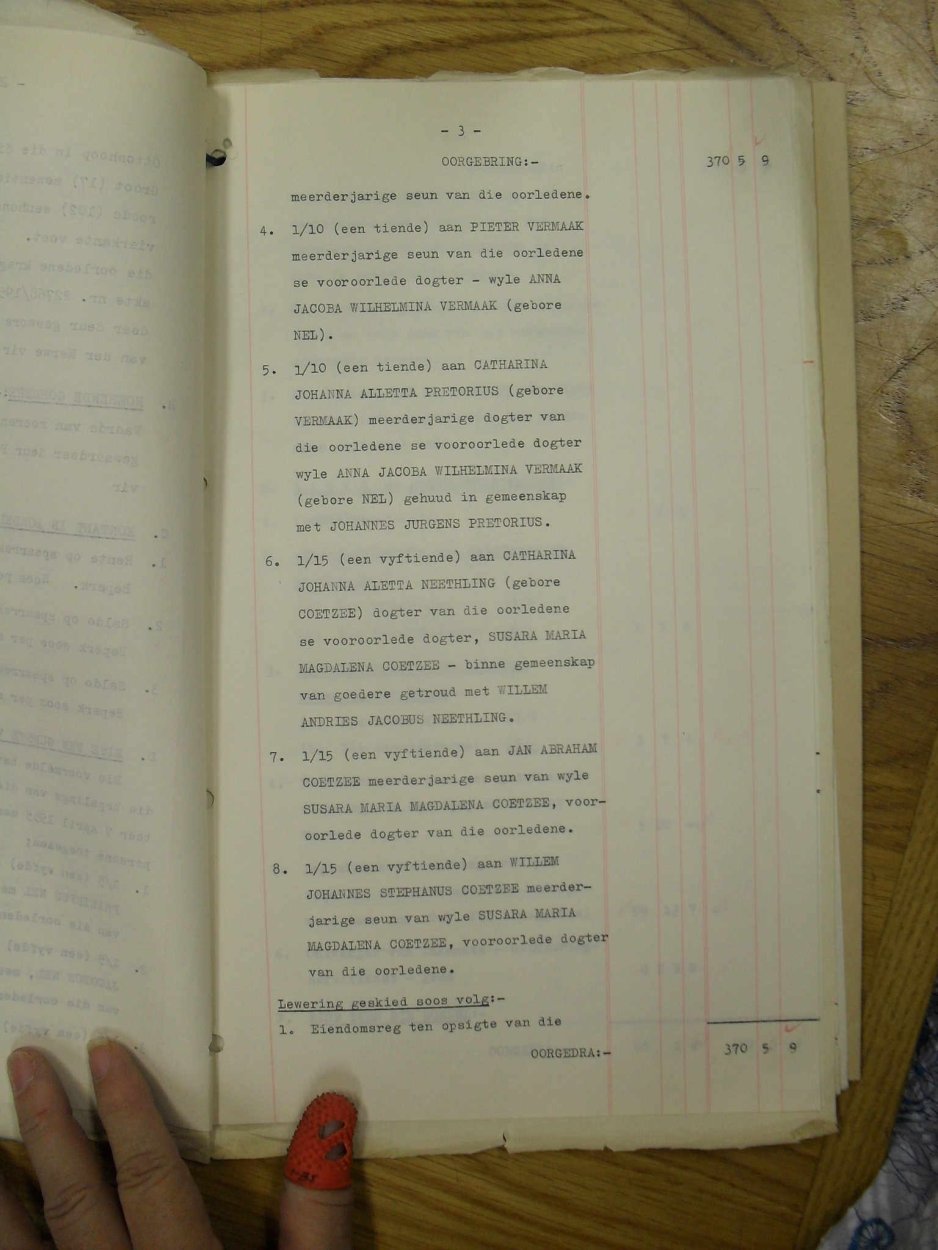 - 3 -
OORGEBRING:- 370 5 9
meerderjarige seun van die oorledene.
4. 1/10 (een tiende) aan PIETER VERMAAK
meerderjarige seun van die oorledene
se vooroorlede dogter - wyle ANNA
JACOBA WILHELMINA VERMAAK (gebore
NEL).
5. 1/10 (een tiende) aan CATHARINA
JOHANNA ALLETTA PRETORIUS (gebore
VERMAAK) meerderjarige dogter van
die oorledene se vooroorlede dogter
wyle ANNA JACOBA WILHELMINA VERMAAK
(gebore NEL) gehuud in gemeenskap
met JOHANNES JURGENS PRETORIUS.
6. 1/15 (een vyftiende) aan CATHARINA
JOHANNA ALETTA NEETHLING (gebore
COETZEE) dogter van die oorledene
se vooroorlede dogter, SUSARA MARIA
MAGDALENA COETZEE - binne gemeenskap
van goedere getroud met WILLEM
ANDRIES JACOBUS NEETHLING.
7. 1/15 (een vyftiende) aan JAN ABRAHAM
COETZEE meerderjarige seun van wyle
SUSARA MARIA MAGDALENA COETZEE, voor-
oorlede dogter van die oorledene.
8. 1/15 (een vyftiende) aan WILLEM
JOHANNES STEPHANUS COETZEE meerder-
jarige seun van wyle SUSARA MARIA
MAGDALENA COETZEE, vooroorlede dogter
van die oorledene.
Lewering geskied soos volg:-
1. Eiendomsreg ten opsigte van die
OORGEDRA:- 370 5 9